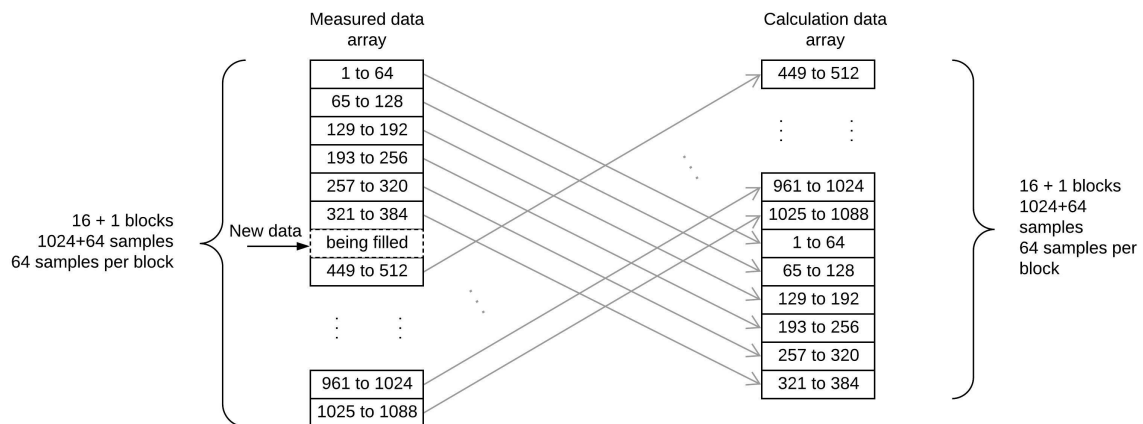 Measured data
array
1 to 64
65 to 128
129 to 192
193 to 256
257 to 320
321 to 384
being filled
449 to 512
961 to 1024
1025 to 1088
16 + 1 blocks
1024+64 samples
64 samples per block
New data
Calculation data
array
449 to 512
961 to 1024
1025 to 1088
1 to 64
65 to 128
129 to 192
193 to 256
257 to 320
321 to 384
16 + 1 blocks
1024+64
samples
64 samples per
block